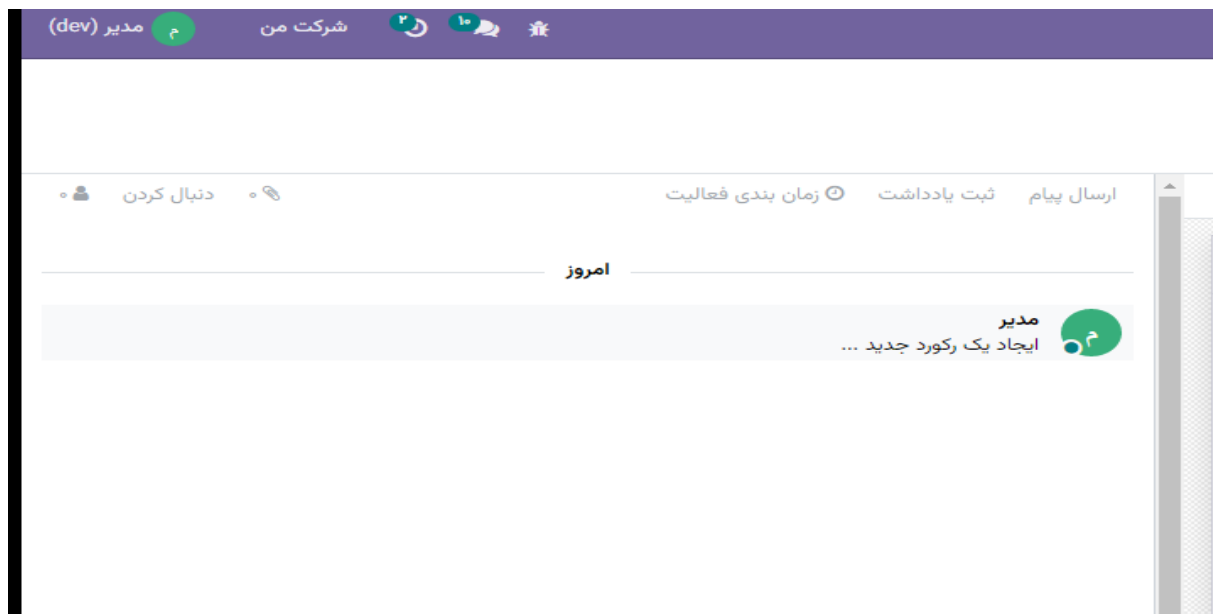 ۱۰ ۲ شرکت من م مدیر (dev)
ارسال پیام ثبت یادداشت زمان بندی فعالیت ۰ دنبال کردن ۰
امروز
م مدیر
ایجاد یک رکورد جدید ...